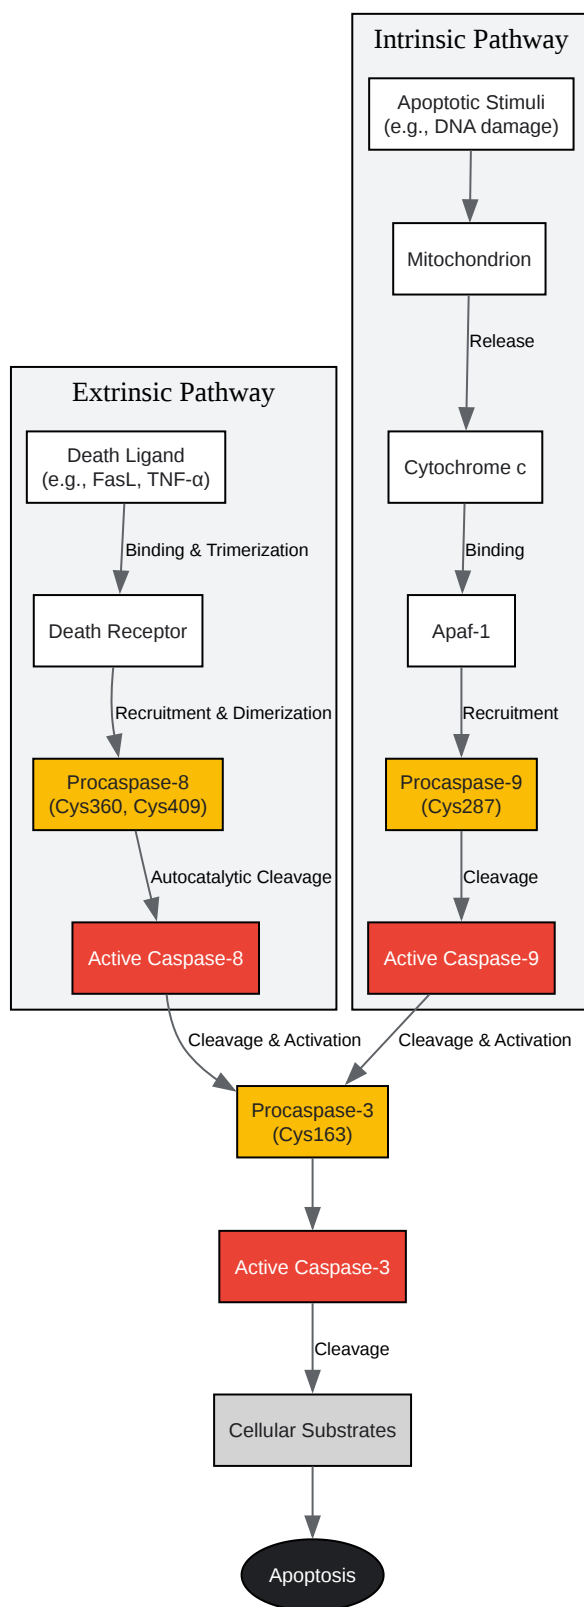 Intrinsic Pathway
Apoptotic Stimuli
(e.g., DNA damage)
Mitochondrion
Release
Cytochrome c
Binding
Apaf-1
Recruitment
Procaspase-9
(Cys287)
Cleavage
Active Caspase-9
Extrinsic Pathway
Death Ligand
(e.g., FasL, TNF-α)
Binding & Trimerization
Death Receptor
Recruitment & Dimerization
Procaspase-8
(Cys360, Cys409)
Autocatalytic Cleavage
Active Caspase-8
Cleavage & Activation
Cleavage & Activation
Procaspase-3
(Cys163)
Active Caspase-3
Cleavage
Cellular Substrates
Apoptosis